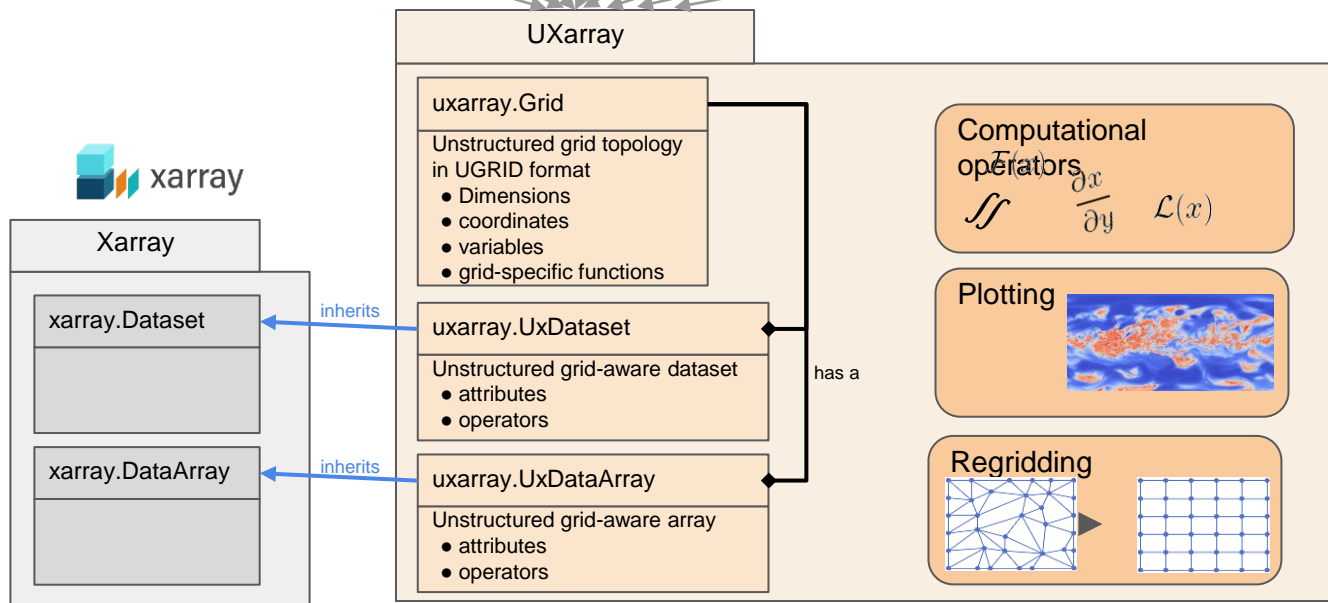 UXarray
uxarray.Grid
Unstructured grid topology
in UGRID format
● Dimensions
● coordinates
● variables
● grid-specific functions
xarray
Xarray
xarray.Dataset
inherits
uxarray.UxDataset
Unstructured grid-aware dataset
● attributes
● operators
has a
xarray.DataArray
inherits
uxarray.UxDataArray
Unstructured grid-aware array
● attributes
● operators
Computational
operators
∬ ∂x/∂y ℒ(x)
Plotting
Regridding